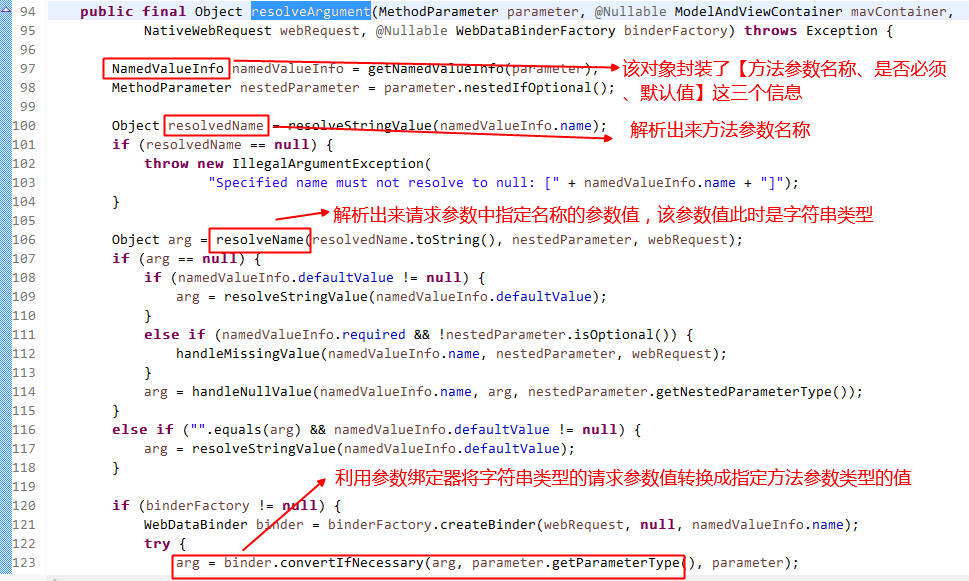 94 public final Object resolveArgument(MethodParameter parameter, @Nullable ModelAndViewContainer mavContainer,
95 NativeWebRequest webRequest, @Nullable WebDataBinderFactory binderFactory) throws Exception {
96
97 NamedValueInfo namedValueInfo = getNamedValueInfo(parameter); 该对象封装了【方法参数名称、是否必须
98 MethodParameter nestedParameter = parameter.nestedIfOptional(); 、默认值】这三个信息
99
100 Object resolvedName = resolveStringValue(namedValueInfo.name); 解析出来方法参数名称
101 if (resolvedName == null) {
102 throw new IllegalArgumentException(
103 "Specified name must not resolve to null: [" + namedValueInfo.name + "]");
104 }
105 解析出来请求参数中指定名称的参数值，该参数值此时是字符串类型
106 Object arg = resolveName(resolvedName.toString(), nestedParameter, webRequest);
107 if (arg == null) {
108 if (namedValueInfo.defaultValue != null) {
109 arg = resolveStringValue(namedValueInfo.defaultValue);
110 }
111 else if (namedValueInfo.required && !nestedParameter.isOptional()) {
112 handleMissingValue(namedValueInfo.name, nestedParameter, webRequest);
113 }
114 arg = handleNullValue(namedValueInfo.name, arg, nestedParameter.getNestedParameterType());
115 }
116 else if ("".equals(arg) && namedValueInfo.defaultValue != null) {
117 arg = resolveStringValue(namedValueInfo.defaultValue);
118 }
119 利用参数绑定器将字符串类型的请求参数值转换成指定方法参数类型的值
120 if (binderFactory != null) {
121 WebDataBinder binder = binderFactory.createBinder(webRequest, null, namedValueInfo.name);
122 try {
123 arg = binder.convertIfNecessary(arg, parameter.getParameterType(), parameter);